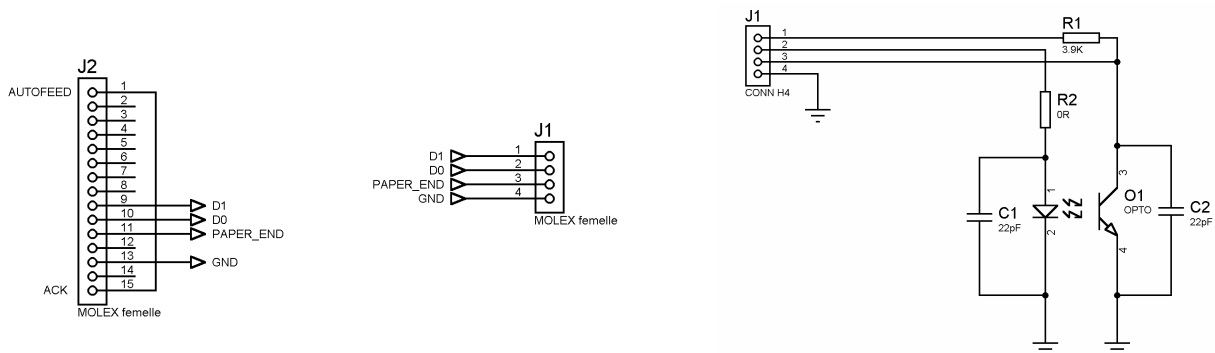 J2
AUTOFEED
1
2
3
4
5
6
7
8
9
D1
10
D0
11
PAPER_END
12
13
GND
14
ACK
15
MOLEX femelle
J1
D1
1
D0
2
PAPER_END
3
GND
4
MOLEX femelle
J1
1
2
3
4
CONN H4
R1
3.9K
R2
0R
C1
22pF
1
2
3
4
O1
OPTO
C2
22pF